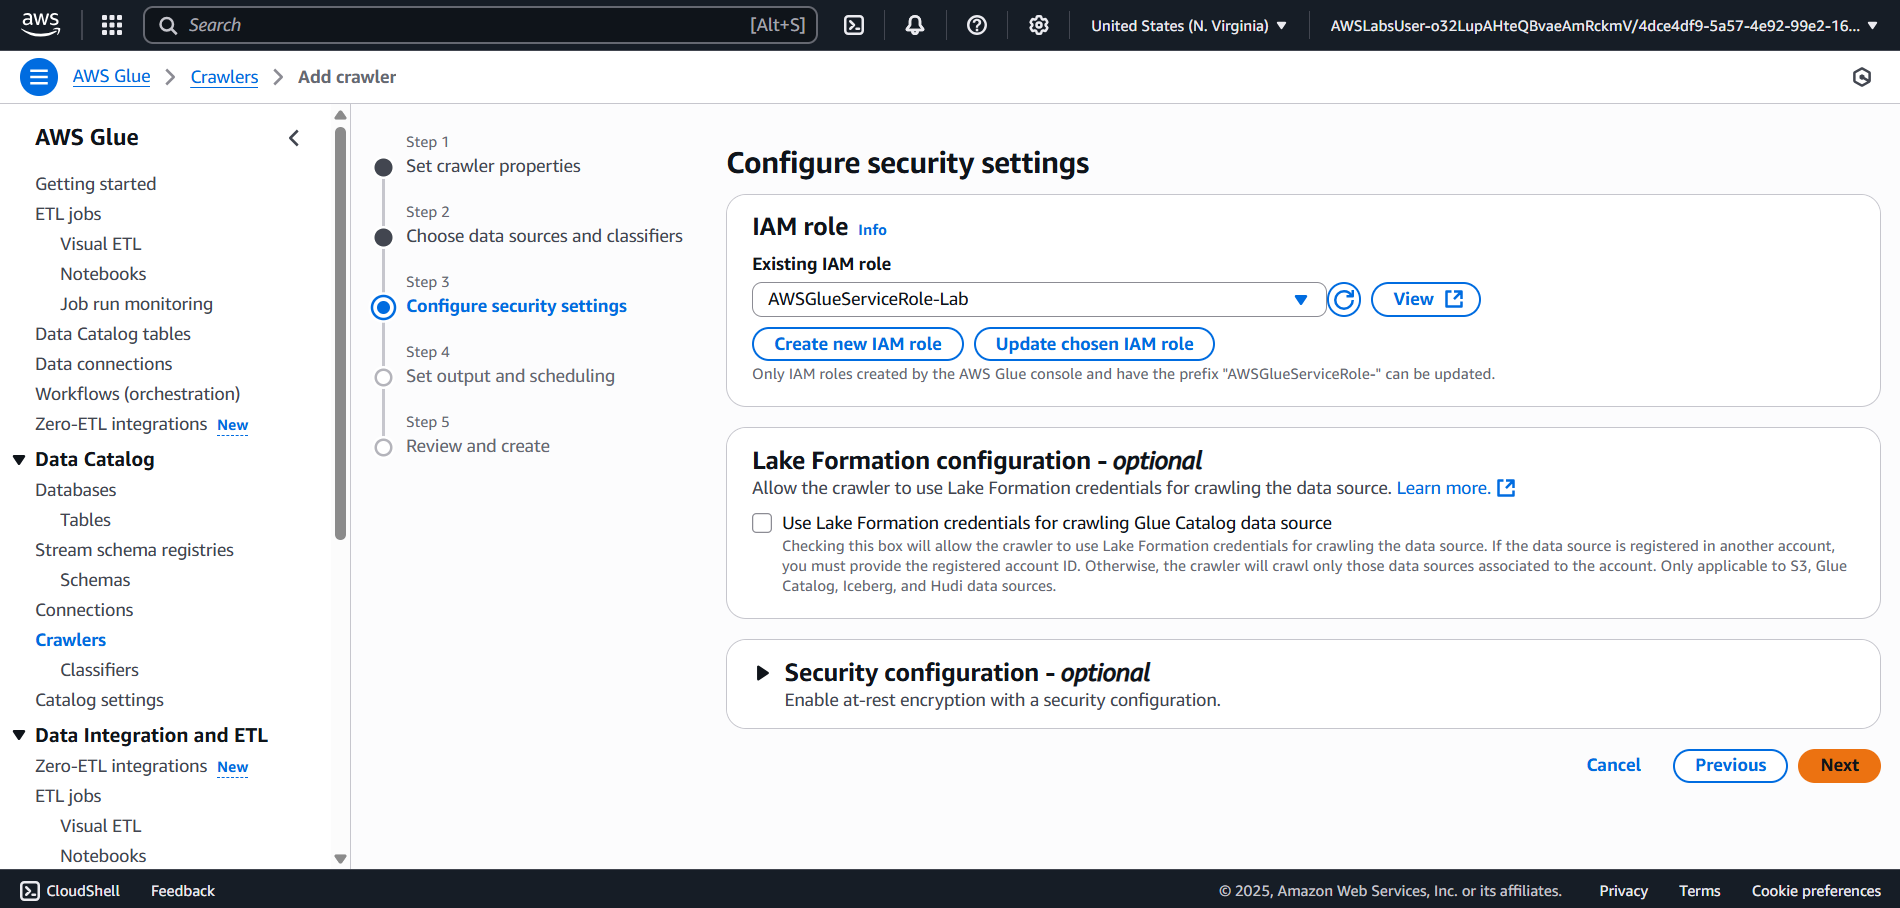 aws
Search
[Alt+S]
United States (N. Virginia)
AWSLabsUser-o32LupAHteQBvaeAmRckmV/4dce4df9-5a57-4e92-99e2-16...
AWS Glue
Crawlers
Add crawler
AWS Glue
Getting started
ETL jobs
Visual ETL
Notebooks
Job run monitoring
Data Catalog tables
Data connections
Workflows (orchestration)
Zero-ETL integrations New
Data Catalog
Databases
Tables
Stream schema registries
Schemas
Connections
Crawlers
Classifiers
Catalog settings
Data Integration and ETL
Zero-ETL integrations New
ETL jobs
Visual ETL
Notebooks
Step 1
Set crawler properties
Step 2
Choose data sources and classifiers
Step 3
Configure security settings
Step 4
Set output and scheduling
Step 5
Review and create
Configure security settings
IAM role Info
Existing IAM role
AWSGlueServiceRole-Lab
View
Create new IAM role
Update chosen IAM role
Only IAM roles created by the AWS Glue console and have the prefix "AWSGlueServiceRole-" can be updated.
Lake Formation configuration - optional
Allow the crawler to use Lake Formation credentials for crawling the data source. Learn more.
Use Lake Formation credentials for crawling Glue Catalog data source
Checking this box will allow the crawler to use Lake Formation credentials for crawling the data source. If the data source is registered in another account,
you must provide the registered account ID. Otherwise, the crawler will crawl only those data sources associated to the account. Only applicable to S3, Glue
Catalog, Iceberg, and Hudi data sources.
Security configuration - optional
Enable at-rest encryption with a security configuration.
Cancel
Previous
Next
CloudShell
Feedback
© 2025, Amazon Web Services, Inc. or its affiliates.
Privacy
Terms
Cookie preferences